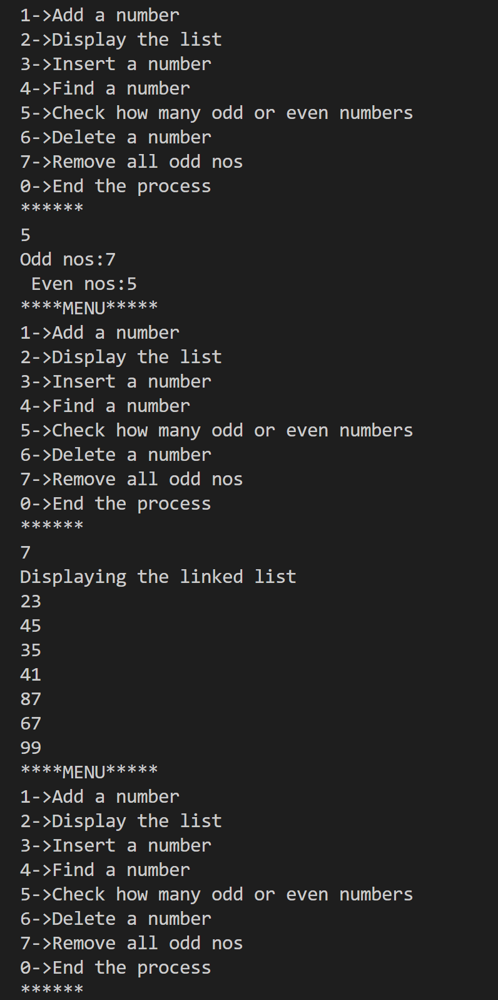 1->Add a number
2->Display the list
3->Insert a number
4->Find a number
5->Check how many odd or even numbers
6->Delete a number
7->Remove all odd nos
0->End the process
******
5
Odd nos:7
 Even nos:5
****MENU*****
1->Add a number
2->Display the list
3->Insert a number
4->Find a number
5->Check how many odd or even numbers
6->Delete a number
7->Remove all odd nos
0->End the process
******
7
Displaying the linked list
23
45
35
41
87
67
99
****MENU*****
1->Add a number
2->Display the list
3->Insert a number
4->Find a number
5->Check how many odd or even numbers
6->Delete a number
7->Remove all odd nos
0->End the process
******